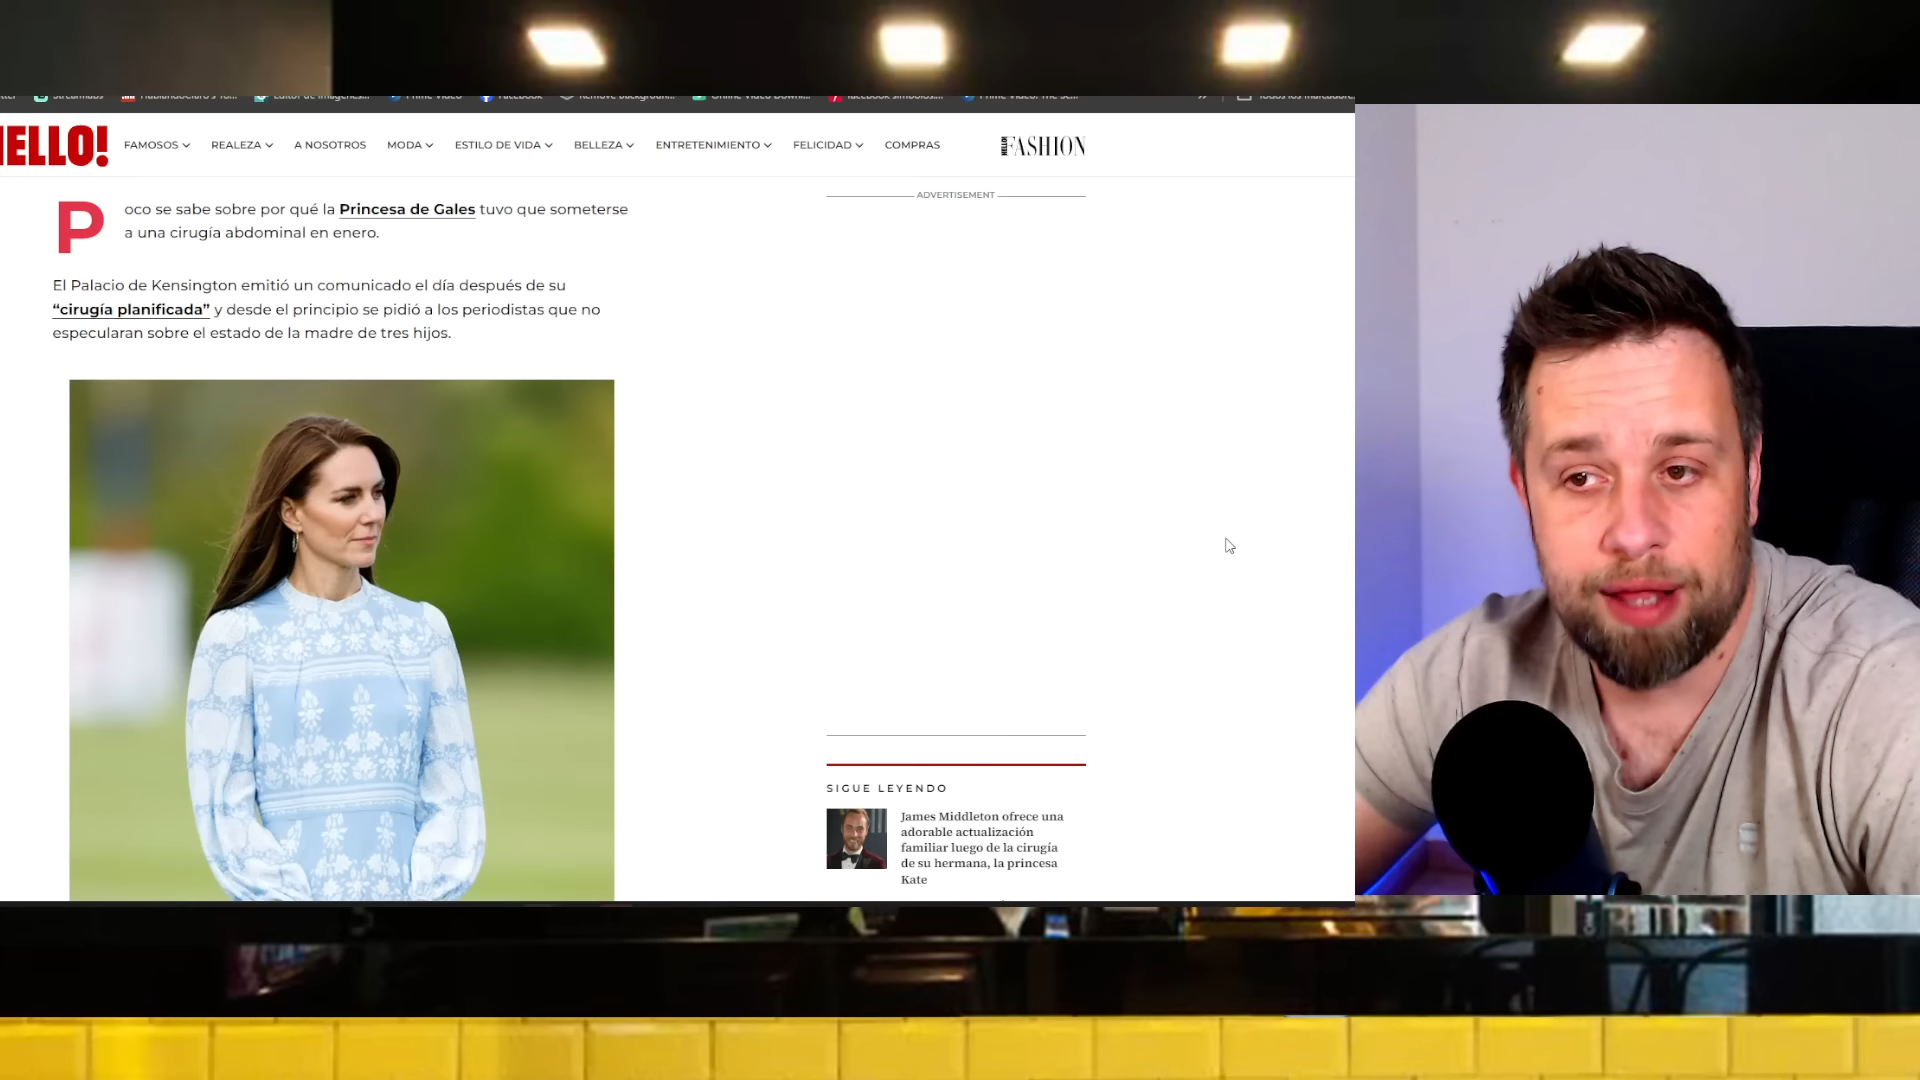 Facebook
HELLO!
FAMOSOS
REALEZA
A NOSOTROS
MODA
ESTILO DE VIDA
BELLEZA
ENTRETENIMIENTO
FELICIDAD
COMPRAS
HELLO! FASHION
Poco se sabe sobre por qué la Princesa de Gales tuvo que someterse
a una cirugía abdominal en enero.
El Palacio de Kensington emitió un comunicado el día después de su
“cirugía planificada” y desde el principio se pidió a los periodistas que no
especularan sobre el estado de la madre de tres hijos.
ADVERTISEMENT
SIGUE LEYENDO
James Middleton ofrece una
adorable actualización
familiar luego de la cirugía
de su hermana, la princesa
Kate